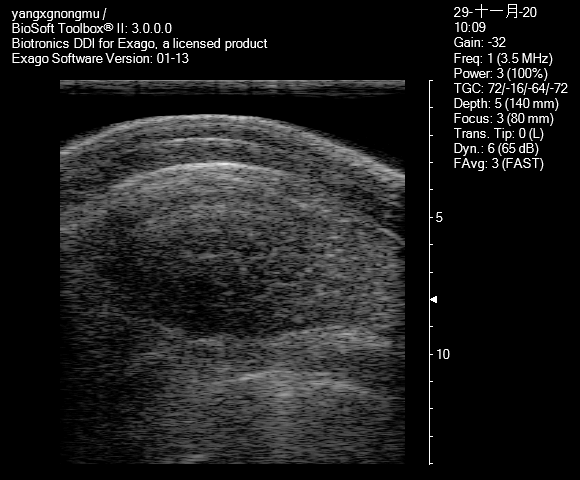 yangxgnongmu /
BioSoft Toolbox® II: 3.0.0.0
Biotronics DDI for Exago, a licensed product
Exago Software Version: 01-13
29-十一月-20
10:09
Gain: -32
Freq: 1 (3.5 MHz)
Power: 3 (100%)
TGC: 72/-16/-64/-72
Depth: 5 (140 mm)
Focus: 3 (80 mm)
Trans. Tip: 0 (L)
Dyn.: 6 (65 dB)
FAvg: 3 (FAST)
5
10